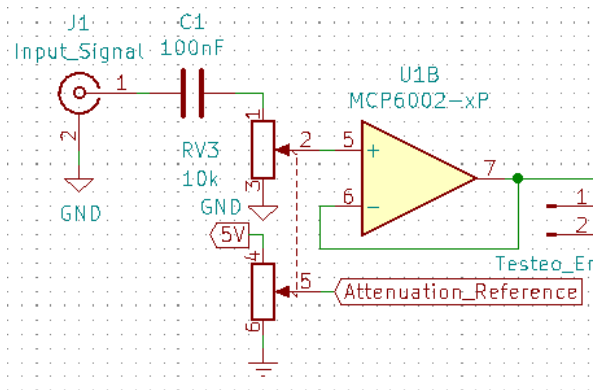 J1
Input_Signal
C1
100nF
1
2
GND
RV3
10k
1
2
3
GND
U1B
MCP6002-xP
5
+
6
-
7
1
2
Testeo_En
5V
4
5
6
Attenuation_Reference